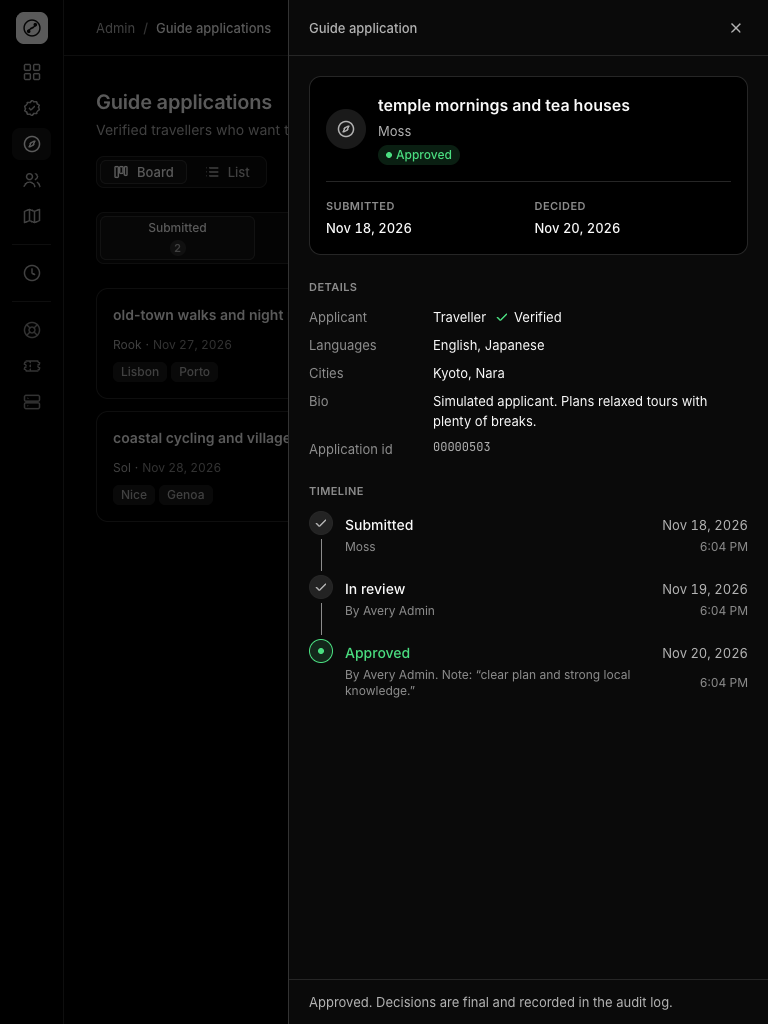 Admin / Guide applications
Guide applications
Verified travellers who want t
Board
List
Submitted
2
old-town walks and night
Rook · Nov 27, 2026
Lisbon
Porto
coastal cycling and village
Sol · Nov 28, 2026
Nice
Genoa
Guide application
temple mornings and tea houses
Moss
Approved
SUBMITTED
Nov 18, 2026
DECIDED
Nov 20, 2026
DETAILS
Applicant
Traveller Verified
Languages
English, Japanese
Cities
Kyoto, Nara
Bio
Simulated applicant. Plans relaxed tours with
plenty of breaks.
Application id
00000503
TIMELINE
Submitted
Nov 18, 2026
Moss
6:04 PM
In review
Nov 19, 2026
By Avery Admin
6:04 PM
Approved
Nov 20, 2026
By Avery Admin. Note: “clear plan and strong local
knowledge.”
6:04 PM
Approved. Decisions are final and recorded in the audit log.